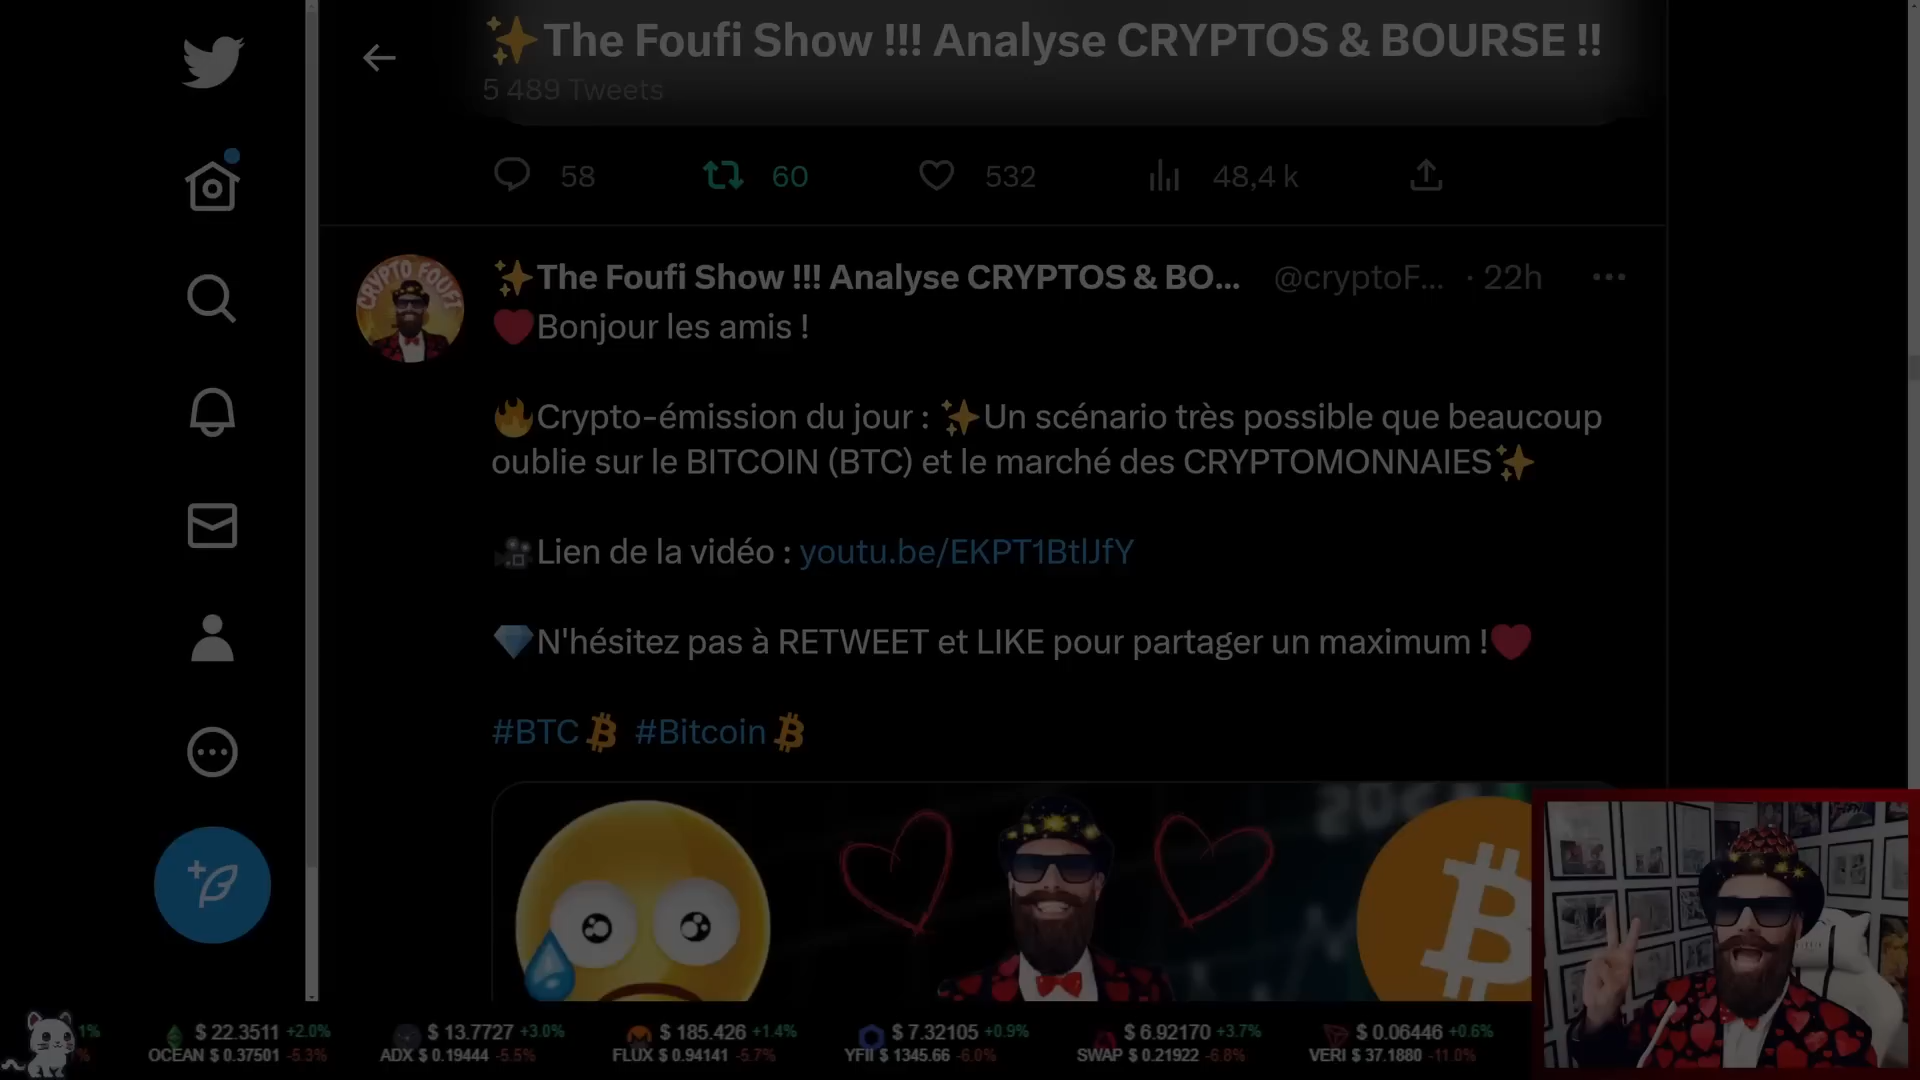 ✨The Foufi Show !!! Analyse CRYPTOS & BOURSE !!
5 489 Tweets
58 60 532 48,4 k
CRYPTO FOUFI
✨The Foufi Show !!! Analyse CRYPTOS & BO... @cryptoF... · 22h
❤️Bonjour les amis !
🔥Crypto-émission du jour : ✨Un scénario très possible que beaucoup
oublie sur le BITCOIN (BTC) et le marché des CRYPTOMONNAIES✨
🎥Lien de la vidéo : youtu.be/EKPT1BtlJfY
💎N'hésitez pas à RETWEET et LIKE pour partager un maximum !❤️
#BTC #Bitcoin
1% $ 22.3511 +2.0% $ 13.7727 +3.0% $ 185.426 +1.4% $ 7.32105 +0.9% $ 6.92170 +3.7% $ 0.06446 +0.6%
% OCEAN $ 0.37501 -5.3% ADX $ 0.19444 -5.5% FLUX $ 0.94141 -5.7% YFII $ 1345.66 -6.0% SWAP $ 0.21922 -6.8% VERI $ 37.1880 -11.0%